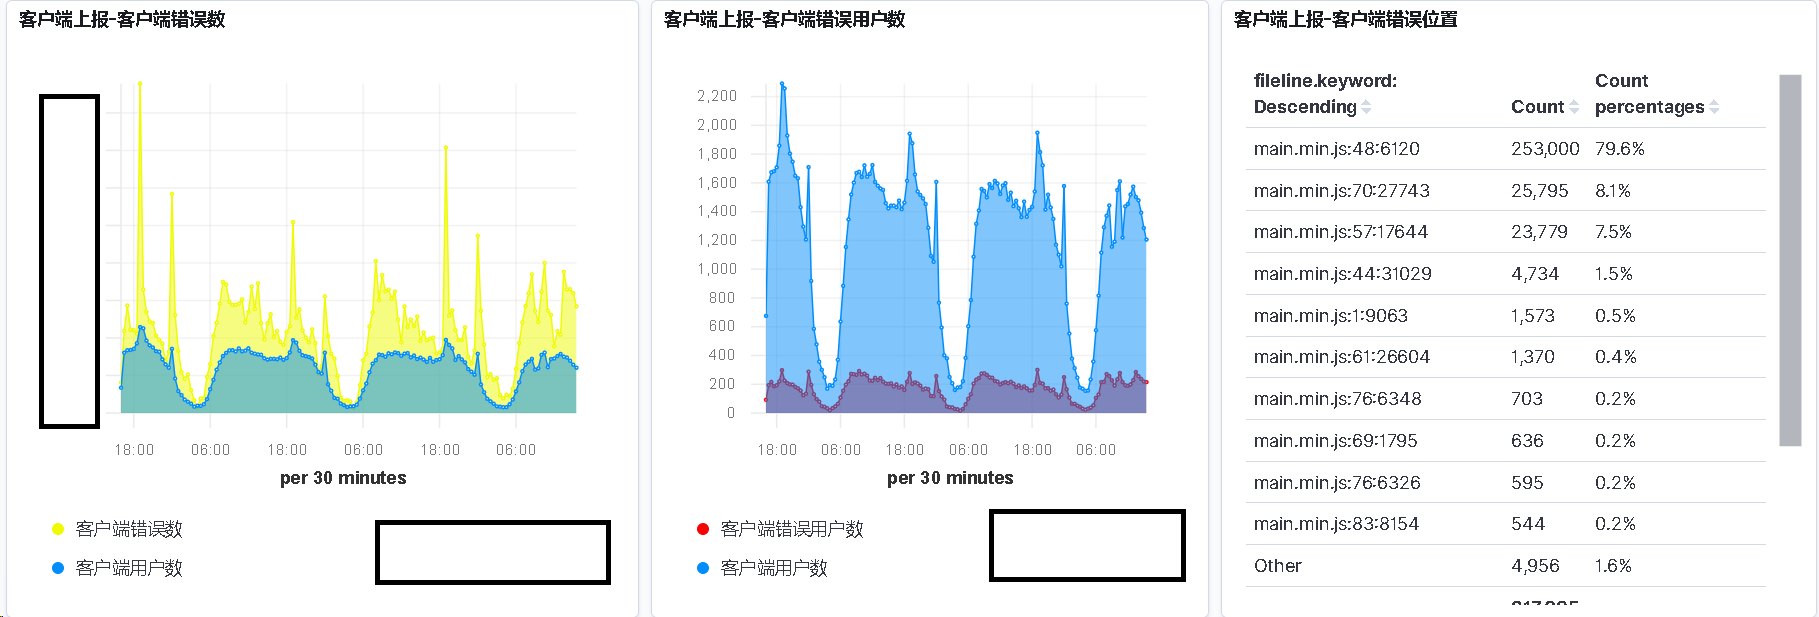 客户端上报-客户端错误数
18:00 06:00 18:00 06:00 18:00 06:00
per 30 minutes
客户端错误数
客户端用户数
客户端上报-客户端错误用户数
2,200
2,000
1,800
1,600
1,400
1,200
1,000
800
600
400
200
0
18:00 06:00 18:00 06:00 18:00 06:00
per 30 minutes
客户端错误用户数
客户端用户数
客户端上报-客户端错误位置
fileline.keyword: Count
Descending Count percentages
main.min.js:48:6120 253,000 79.6%
main.min.js:70:27743 25,795 8.1%
main.min.js:57:17644 23,779 7.5%
main.min.js:44:31029 4,734 1.5%
main.min.js:1:9063 1,573 0.5%
main.min.js:61:26604 1,370 0.4%
main.min.js:76:6348 703 0.2%
main.min.js:69:1795 636 0.2%
main.min.js:76:6326 595 0.2%
main.min.js:83:8154 544 0.2%
Other 4,956 1.6%